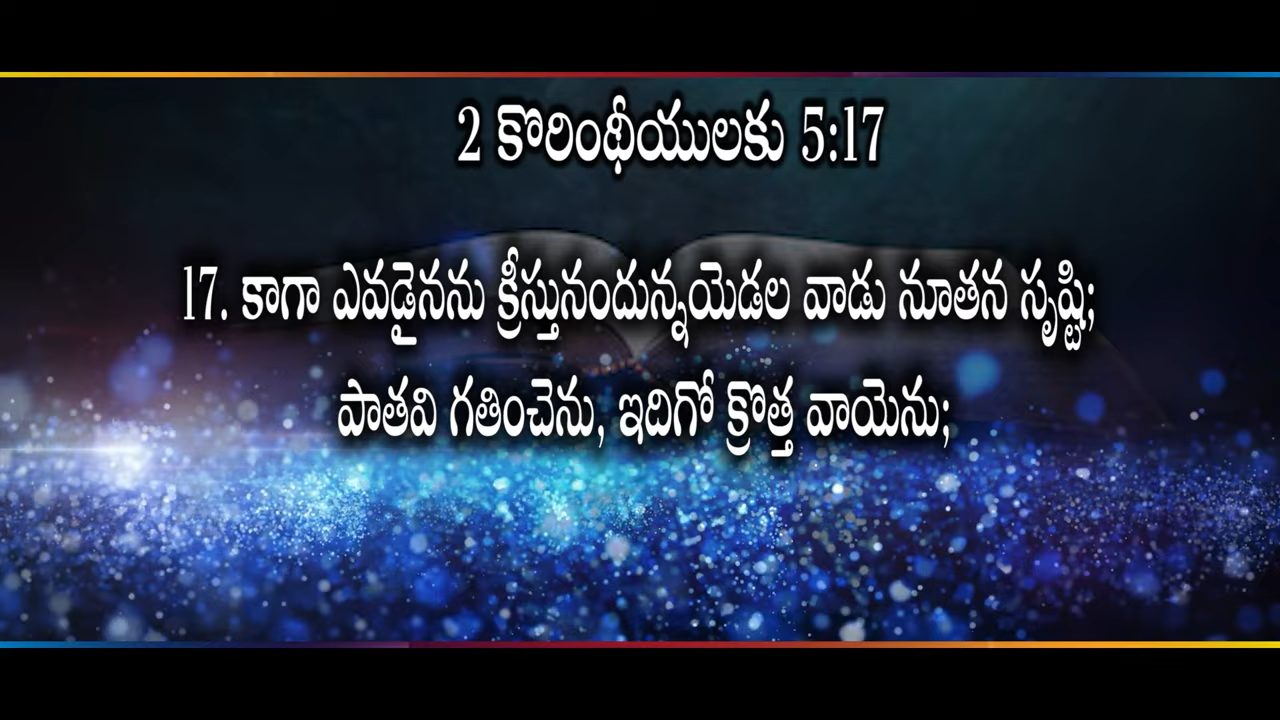 2 కొరింథీయులకు 5:17
17. కాగా ఎవడైనను క్రీస్తునందున్నయెడల వాడు నూతన సృష్టి;
పాతవి గతించెను, ఇదిగో క్రొత్త వాయెను;